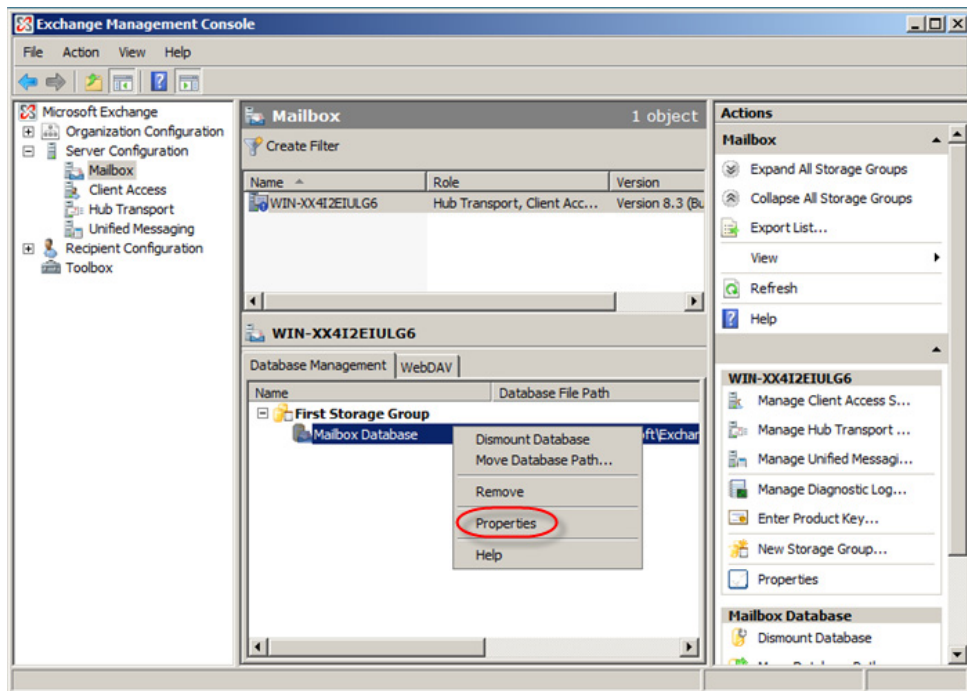 Exchange Management Console
File Action View Help
Microsoft Exchange
Organization Configuration
Server Configuration
Mailbox
Client Access
Hub Transport
Unified Messaging
Recipient Configuration
Toolbox
Mailbox 1 object
Create Filter
Name Role Version
WIN-XX4I2EIULG6 Hub Transport, Client Acc... Version 8.3 (Bu
WIN-XX4I2EIULG6
Database Management WebDAV
Name Database File Path
First Storage Group
Mailbox Database ft\Exchan
Dismount Database
Move Database Path...
Remove
Properties
Help
Actions
Mailbox
Expand All Storage Groups
Collapse All Storage Groups
Export List...
View
Refresh
Help
WIN-XX4I2EIULG6
Manage Client Access S...
Manage Hub Transport ...
Manage Unified Messagi...
Manage Diagnostic Log...
Enter Product Key...
New Storage Group...
Properties
Mailbox Database
Dismount Database